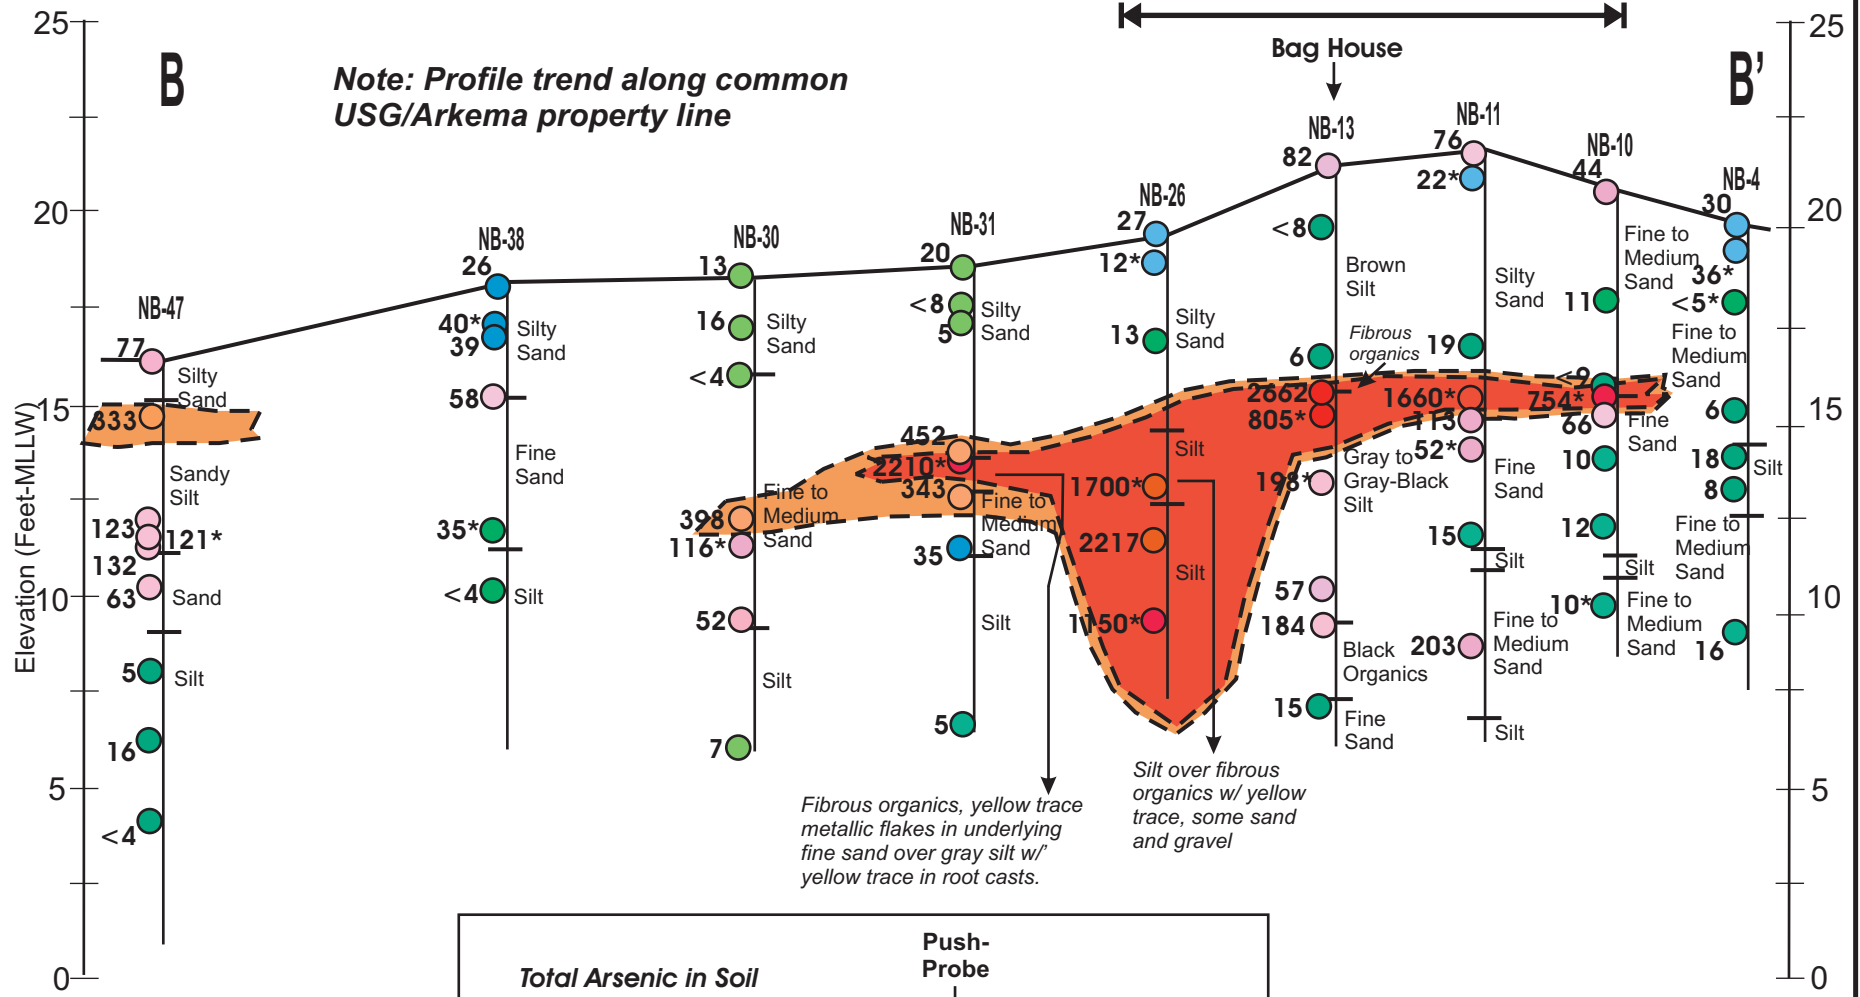 25
25
B
B'
Note: Profile trend along common
USG/Arkema property line
Bag House
NB-13
NB-11
NB-10
NB-4
NB-26
NB-31
NB-30
NB-38
NB-47
20
20
15
15
10
10
5
5
0
0
Elevation (Feet-MLLW)
77
333
123
121*
132
63
5
16
<4
Silty
Sand
Sandy
Silt
Sand
Silt
26
40*
39
58
35*
<4
Silty
Sand
Fine
Sand
Silt
13
16
<4
398
116*
52
7
Silty
Sand
Fine to
Medium
Sand
Silt
20
<8
5
452
2210*
343
35
5
Silty
Sand
Fine to
Medium
Sand
Silt
27
12*
13
1700*
2217
1150*
Silty
Sand
Silt
Silt
82
<8
6
2662
805*
198*
57
184
15
Brown
Silt
Fibrous
organics
Gray to
Gray-Black
Silt
Black
Organics
Fine
Sand
76
22*
19
1660*
113
52*
15
203
Silty
Sand
Fine
Sand
Silt
Fine to
Medium
Sand
Silt
44
11
<9
754*
66
10
12
10*
Fine to
Medium
Sand
Fine
Sand
Silt
Fine to
Medium
Sand
30
36*
<5*
6
18
8
16
Fine to
Medium
Sand
Silt
Fine to
Medium
Sand
Fibrous organics, yellow trace
metallic flakes in underlying
fine sand over gray silt w/'
yellow trace in root casts.
Silt over fibrous
organics w/ yellow
trace, some sand
and gravel
Push-
Probe
Total Arsenic in Soil